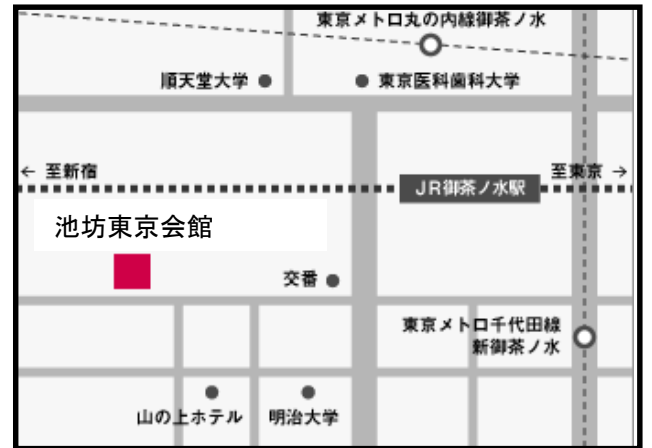 東京メトロ丸の内線御茶ノ水
順天堂大学
東京医科歯科大学
← 至新宿
至東京 →
JR御茶ノ水駅
池坊東京会館
交番
東京メトロ千代田線
新御茶ノ水
山の上ホテル
明治大学